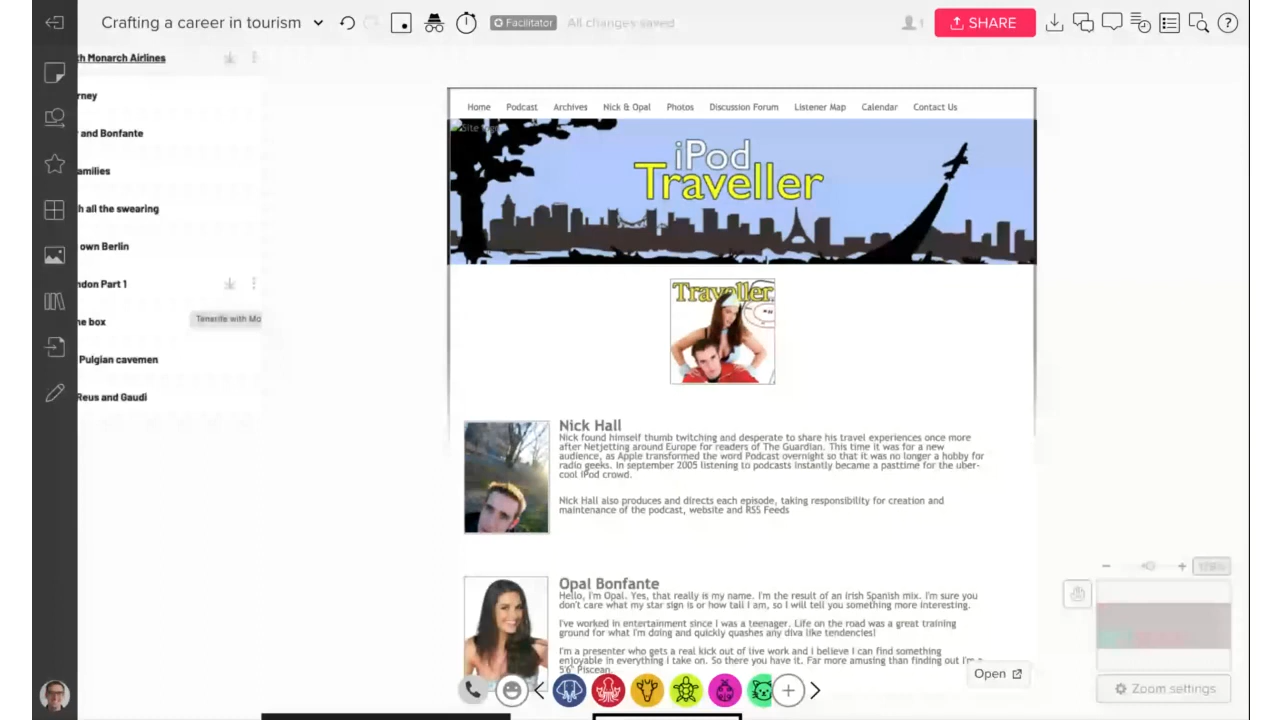 Crafting a career in tourism
Facilitator
All changes saved
1
SHARE
?
th Monarch Airlines
rney
and Bonfante
amilies
h all the swearing
own Berlin
ndon Part 1
Tenerife with Mo
e box
Pulgian cavemen
Reus and Gaudi
Home Podcast Archives Nick & Opal Photos Discussion Forum Listener Map Calendar Contact Us
Site logo
iPod
Traveller
Traveller
Nick Hall
Nick found himself thumb twitching and desperate to share his travel experiences once more
after Netjetting around Europe for readers of The Guardian. This time it was for a new
audience, as Apple transformed the word Podcast overnight so that it was no longer a hobby for
radio geeks. In september 2005 listening to podcasts instantly became a pasttime for the uber-
cool iPod crowd.
Nick Hall also produces and directs each episode, taking responsibility for creation and
maintenance of the podcast, website and RSS Feeds
Opal Bonfante
Hello, I'm Opal. Yes, that really is my name. I'm the result of an Irish Spanish mix. I'm sure you
don't care what my star sign is or how tall I am, so I will tell you something more interesting.
I've worked in entertainment since I was a teenager. Life on the road was a great training
ground for what I'm doing and quickly quashes any diva like tendencies!
I'm a presenter who gets a real kick out of live work and I believe I can find something
enjoyable in everything I take on. So there you have it. Far more amusing than finding out I'm a
5'6" Piscean.
Open
Zoom settings